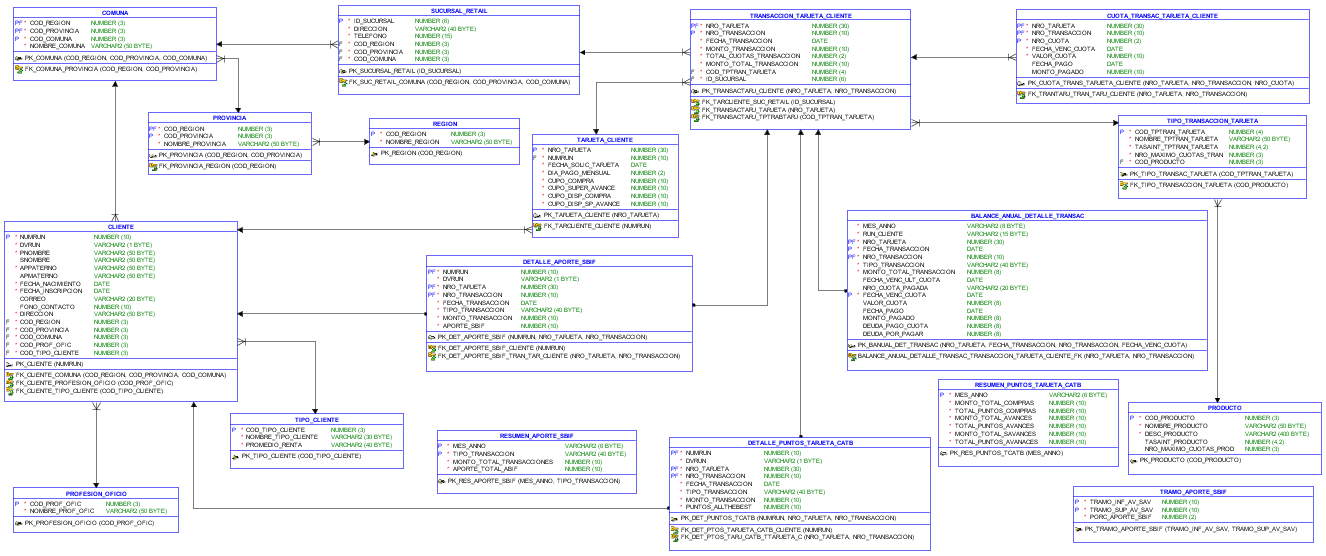 COMUNA
PF* COD_REGION NUMBER (3)
PF* COD_PROVINCIA NUMBER (3)
P * COD_COMUNA NUMBER (3)
* NOMBRE_COMUNA VARCHAR2 (50 BYTE)
PK_COMUNA (COD_REGION, COD_PROVINCIA, COD_COMUNA)
FK_COMUNA_PROVINCIA (COD_REGION, COD_PROVINCIA)
SUCURSAL_RETAIL
P * ID_SUCURSAL NUMBER (6)
* DIRECCION VARCHAR2 (40 BYTE)
* TELEFONO NUMBER (15)
F * COD_REGION NUMBER (3)
F * COD_PROVINCIA NUMBER (3)
F * COD_COMUNA NUMBER (3)
PK_SUCURSAL_RETAIL (ID_SUCURSAL)
FK_SUC_RETAIL_COMUNA (COD_REGION, COD_PROVINCIA, COD_COMUNA)
TRANSACCION_TARJETA_CLIENTE
PF* NRO_TARJETA NUMBER (30)
P * NRO_TRANSACCION NUMBER (10)
* FECHA_TRANSACCION DATE
* MONTO_TRANSACCION NUMBER (10)
* TOTAL_CUOTAS_TRANSACCION NUMBER (2)
* MONTO_TOTAL_TRANSACCION NUMBER (10)
F * COD_TPTRAN_TARJETA NUMBER (4)
F * ID_SUCURSAL NUMBER (6)
PK_TRANSACTARJ_CLIENTE (NRO_TARJETA, NRO_TRANSACCION)
FK_TARCLIENTE_SUC_RETAIL (ID_SUCURSAL)
FK_TRANSACTARJ_TARJETA (NRO_TARJETA)
FK_TRANSACTARJ_TPTRABTARJ (COD_TPTRAN_TARJETA)
CUOTA_TRANSAC_TARJETA_CLIENTE
PF* NRO_TARJETA NUMBER (30)
PF* NRO_TRANSACCION NUMBER (10)
P * NRO_CUOTA NUMBER (2)
* FECHA_VENC_CUOTA DATE
* VALOR_CUOTA NUMBER (10)
FECHA_PAGO DATE
MONTO_PAGADO NUMBER (10)
PK_CUOTA_TRANS_TARJETA_CLIENTE (NRO_TARJETA, NRO_TRANSACCION, NRO_CUOTA)
FK_TRANTARJ_TRAN_TARJ_CLIENTE (NRO_TARJETA, NRO_TRANSACCION)
PROVINCIA
PF* COD_REGION NUMBER (3)
P * COD_PROVINCIA NUMBER (3)
* NOMBRE_PROVINCIA VARCHAR2 (50 BYTE)
PK_PROVINCIA (COD_REGION, COD_PROVINCIA)
FK_PROVINCIA_REGION (COD_REGION)
REGION
P * COD_REGION NUMBER (3)
* NOMBRE_REGION VARCHAR2 (50 BYTE)
PK_REGION (COD_REGION)
TARJETA_CLIENTE
P * NRO_TARJETA NUMBER (30)
F * NUMRUN NUMBER (10)
* FECHA_SOLIC_TARJETA DATE
* DIA_PAGO_MENSUAL NUMBER (2)
* CUPO_COMPRA NUMBER (10)
* CUPO_SUPER_AVANCE NUMBER (10)
* CUPO_DISP_COMPRA NUMBER (10)
* CUPO_DISP_SP_AVANCE NUMBER (10)
PK_TARJETA_CLIENTE (NRO_TARJETA)
FK_TARCLIENTE_CLIENTE (NUMRUN)
TIPO_TRANSACCION_TARJETA
P * COD_TPTRAN_TARJETA NUMBER (4)
* NOMBRE_TPTRAN_TARJETA VARCHAR2 (50 BYTE)
* TASAINT_TPTRAN_TARJETA NUMBER (4,2)
* NRO_MAXIMO_CUOTAS_TRAN NUMBER (3)
F * COD_PRODUCTO NUMBER (3)
PK_TIPO_TRANSAC_TARJETA (COD_TPTRAN_TARJETA)
FK_TIPO_TRANSACCION_TARJETA (COD_PRODUCTO)
CLIENTE
P * NUMRUN NUMBER (10)
* DVRUN VARCHAR2 (1 BYTE)
* PNOMBRE VARCHAR2 (50 BYTE)
SNOMBRE VARCHAR2 (50 BYTE)
* APPATERNO VARCHAR2 (50 BYTE)
APMATERNO VARCHAR2 (50 BYTE)
* FECHA_NACIMIENTO DATE
* FECHA_INSCRIPCION DATE
CORREO VARCHAR2 (20 BYTE)
FONO_CONTACTO NUMBER (10)
* DIRECCION VARCHAR2 (50 BYTE)
F * COD_REGION NUMBER (3)
F * COD_PROVINCIA NUMBER (3)
F * COD_COMUNA NUMBER (3)
F * COD_PROF_OFIC NUMBER (3)
F * COD_TIPO_CLIENTE NUMBER (3)
PK_CLIENTE (NUMRUN)
FK_CLIENTE_COMUNA (COD_REGION, COD_PROVINCIA, COD_COMUNA)
FK_CLIENTE_PROFESION_OFICIO (COD_PROF_OFIC)
FK_CLIENTE_TIPO_CLIENTE (COD_TIPO_CLIENTE)
DETALLE_APORTE_SBIF
PF* NUMRUN NUMBER (10)
* DVRUN VARCHAR2 (1 BYTE)
PF* NRO_TARJETA NUMBER (30)
PF* NRO_TRANSACCION NUMBER (10)
* FECHA_TRANSACCION DATE
* TIPO_TRANSACCION VARCHAR2 (40 BYTE)
* MONTO_TRANSACCION NUMBER (10)
* APORTE_SBIF NUMBER (10)
PK_DET_APORTE_SBIF (NUMRUN, NRO_TARJETA, NRO_TRANSACCION)
FK_DET_APORTE_SBIF_CLIENTE (NUMRUN)
FK_DET_APORTE_SBIF_TRAN_TAR_CLIENTE (NRO_TARJETA, NRO_TRANSACCION)
BALANCE_ANUAL_DETALLE_TRANSAC
* MES_ANNO VARCHAR2 (8 BYTE)
* RUN_CLIENTE VARCHAR2 (15 BYTE)
PF* NRO_TARJETA NUMBER (30)
P * FECHA_TRANSACCION DATE
PF* NRO_TRANSACCION NUMBER (10)
* TIPO_TRANSACCION VARCHAR2 (40 BYTE)
* MONTO_TOTAL_TRANSACCION NUMBER (8)
FECHA_VENC_ULT_CUOTA DATE
NRO_CUOTA_PAGADA VARCHAR2 (20 BYTE)
P * FECHA_VENC_CUOTA DATE
VALOR_CUOTA NUMBER (8)
FECHA_PAGO DATE
MONTO_PAGADO NUMBER (8)
DEUDA_PAGO_CUOTA NUMBER (8)
DEUDA_POR_PAGAR NUMBER (8)
PK_BANUAL_DET_TRANSAC (NRO_TARJETA, FECHA_TRANSACCION, NRO_TRANSACCION, FECHA_VENC_CUOTA)
BALANCE_ANUAL_DETALLE_TRANSAC_TRANSACCION_TARJETA_CLIENTE_FK (NRO_TARJETA, NRO_TRANSACCION)
TIPO_CLIENTE
P * COD_TIPO_CLIENTE NUMBER (3)
* NOMBRE_TIPO_CLIENTE VARCHAR2 (30 BYTE)
* PROMEDIO_RENTA VARCHAR2 (40 BYTE)
PK_TIPO_CLIENTE (COD_TIPO_CLIENTE)
RESUMEN_APORTE_SBIF
P * MES_ANNO VARCHAR2 (6 BYTE)
P * TIPO_TRANSACCION VARCHAR2 (40 BYTE)
* MONTO_TOTAL_TRANSACCIONES NUMBER (10)
* APORTE_TOTAL_ABIF NUMBER (10)
PK_RES_APORTE_SBIF (MES_ANNO, TIPO_TRANSACCION)
DETALLE_PUNTOS_TARJETA_CATB
PF* NUMRUN NUMBER (10)
* DVRUN VARCHAR2 (1 BYTE)
PF* NRO_TARJETA NUMBER (30)
PF* NRO_TRANSACCION NUMBER (10)
* FECHA_TRANSACCION DATE
* TIPO_TRANSACCION VARCHAR2 (40 BYTE)
* MONTO_TRANSACCION NUMBER (10)
* PUNTOS_ALLTHEBEST NUMBER (10)
PK_DET_PUNTOS_TCATB (NUMRUN, NRO_TARJETA, NRO_TRANSACCION)
FK_DET_PTOS_TARJETA_CATB_CLIENTE (NUMRUN)
FK_DET_PTOS_TARJ_CATB_TTARJETA_C (NRO_TARJETA, NRO_TRANSACCION)
RESUMEN_PUNTOS_TARJETA_CATB
P * MES_ANNO VARCHAR2 (6 BYTE)
* MONTO_TOTAL_COMPRAS NUMBER (10)
* TOTAL_PUNTOS_COMPRAS NUMBER (10)
* MONTO_TOTAL_AVANCES NUMBER (10)
* TOTAL_PUNTOS_AVANCES NUMBER (10)
* MONTO_TOTAL_SAVANCES NUMBER (10)
* TOTAL_PUNTOS_SAVANCES NUMBER (10)
PK_RES_PUNTOS_TCATB (MES_ANNO)
PRODUCTO
P * COD_PRODUCTO NUMBER (3)
* NOMBRE_PRODUCTO VARCHAR2 (50 BYTE)
* DESC_PRODUCTO VARCHAR2 (400 BYTE)
TASAINT_PRODUCTO NUMBER (4,2)
NRO_MAXIMO_CUOTAS_PROD NUMBER (3)
PK_PRODUCTO (COD_PRODUCTO)
PROFESION_OFICIO
P * COD_PROF_OFIC NUMBER (3)
* NOMBRE_PROF_OFIC VARCHAR2 (50 BYTE)
PK_PROFESION_OFICIO (COD_PROF_OFIC)
TRAMO_APORTE_SBIF
P * TRAMO_INF_AV_SAV NUMBER (10)
P * TRAMO_SUP_AV_SAV NUMBER (10)
* PORC_APORTE_SBIF NUMBER (2)
PK_TRAMO_APORTE_SBIF (TRAMO_INF_AV_SAV, TRAMO_SUP_AV_SAV)